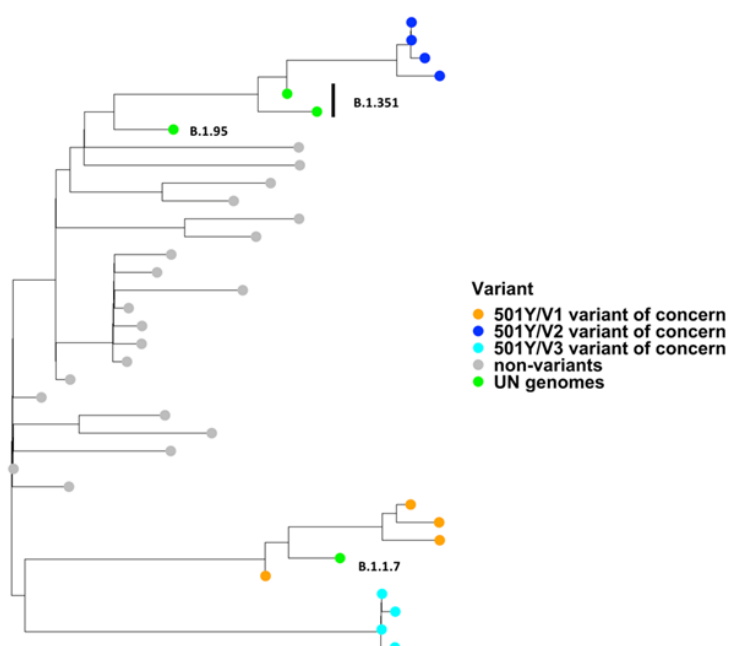 B.1.351
B.1.95
Variant
501Y/V1 variant of concern
501Y/V2 variant of concern
501Y/V3 variant of concern
non-variants
UN genomes
B.1.1.7